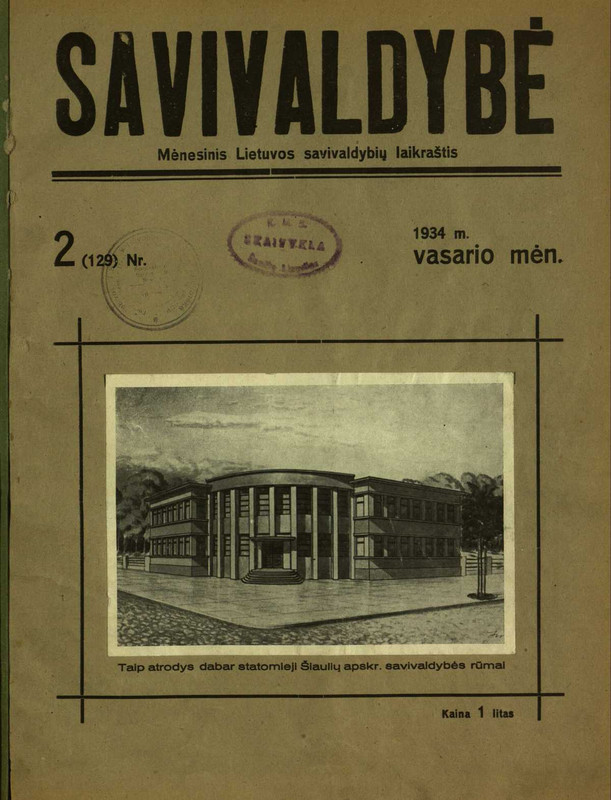 SAVIVALDYBĖ
Mėnesinis Lietuvos savivaldybių laikraštis
2 (129) Nr.
1934 m.
vasario mėn.
SKAITYKLA
Taip atrodys dabar statomieji Šiaulių apskr. savivaldybės rūmai
Kaina 1 litas